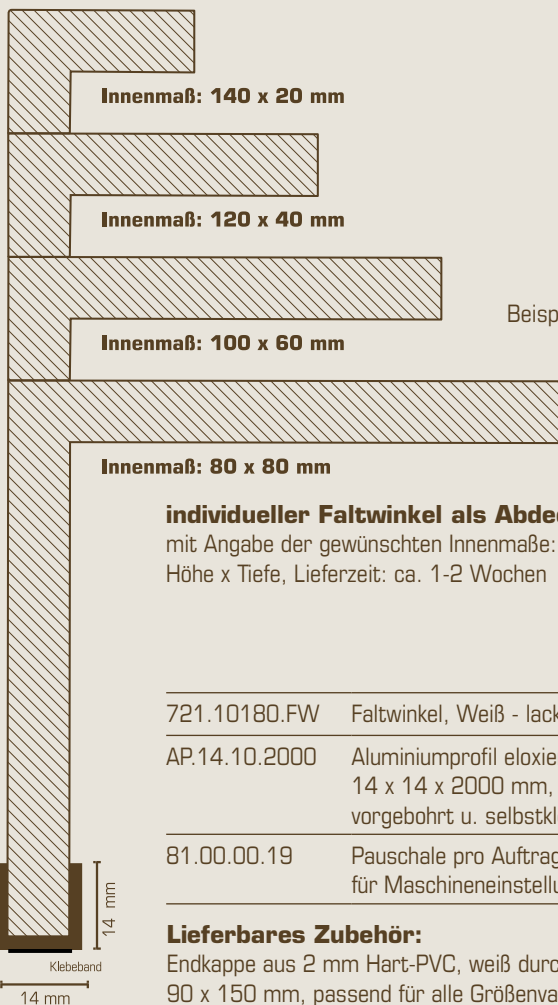 Innenmaß: 140 x 20 mm
Innenmaß: 120 x 40 mm
Innenmaß: 100 x 60 mm
Innenmaß: 80 x 80 mm
individueller Faltwinkel als
mit Angabe der gewünschten Innenmaße:
Höhe x Tiefe, Lieferzeit: ca. 1-2 Wochen
721.10180.FW Faltwinkel, Weiß -
AP.14.10.2000 Aluminiumprofil
14 x 14 x 2000 mm,
vorgebohrt u.
81.00.00.19 Pauschale pro
für
14 mm
Klebeband
14 mm
Lieferbares Zubehör:
Endkappe aus 2 mm Hart-PVC, weiß
90 x 150 mm, passend für alle